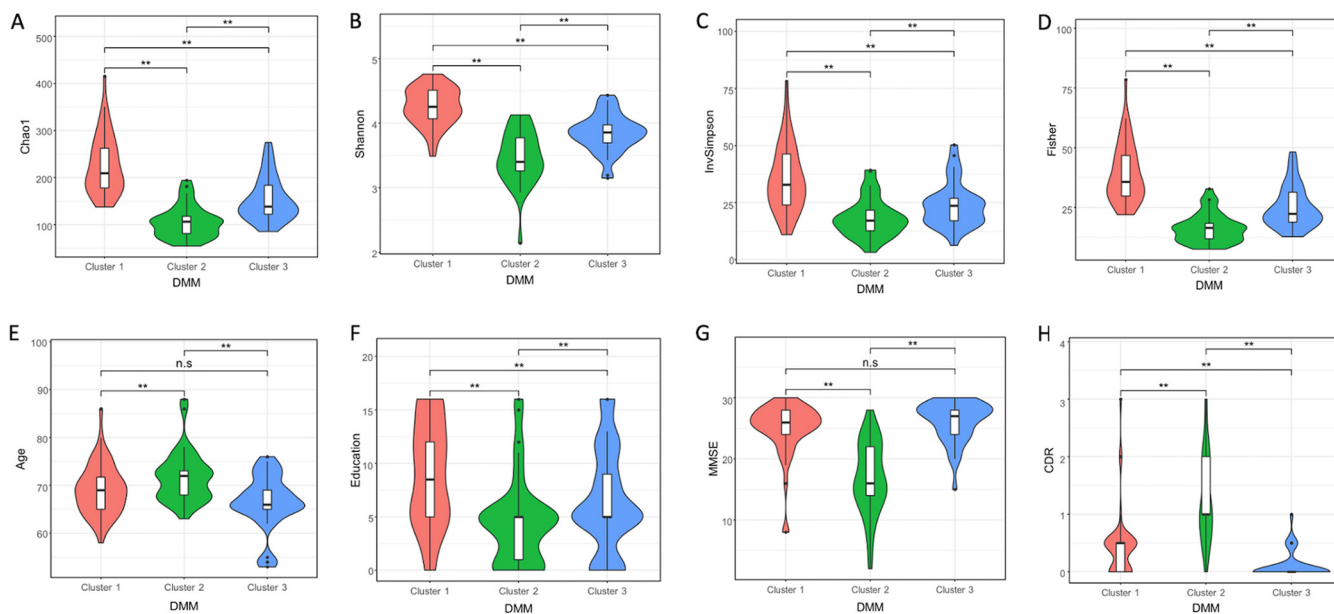 A
**
**
**
500
400
300
200
100
Chao1
Cluster 1 Cluster 2 Cluster 3
DMM
B
**
**
**
5
4
3
2
Shannon
Cluster 1 Cluster 2 Cluster 3
DMM
C
**
**
**
100
75
50
25
0
InvSimpson
Cluster 1 Cluster 2 Cluster 3
DMM
D
**
**
**
100
75
50
25
Fisher
Cluster 1 Cluster 2 Cluster 3
DMM
E
**
n.s
**
100
90
80
70
60
Age
Cluster 1 Cluster 2 Cluster 3
DMM
F
**
**
**
20
15
10
5
0
Education
Cluster 1 Cluster 2 Cluster 3
DMM
G
**
n.s
**
30
20
10
MMSE
Cluster 1 Cluster 2 Cluster 3
DMM
H
**
**
**
4
3
2
1
0
CDR
Cluster 1 Cluster 2 Cluster 3
DMM